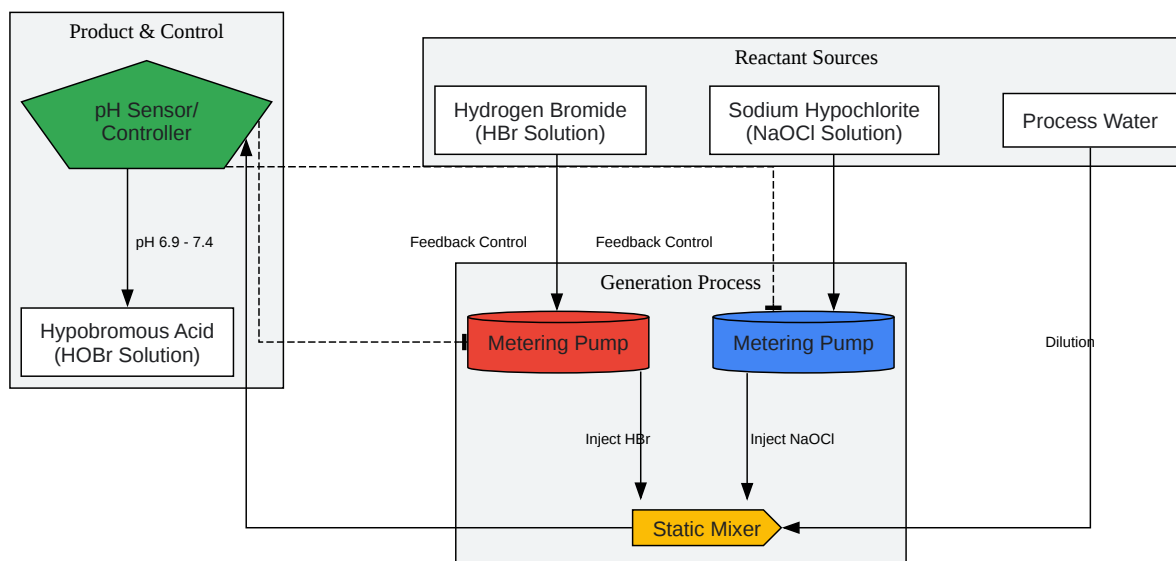 Product & Control
pH Sensor/
Controller
pH 6.9 - 7.4
Hypobromous Acid
(HOBr Solution)
Reactant Sources
Hydrogen Bromide
(HBr Solution)
Sodium Hypochlorite
(NaOCl Solution)
Process Water
Feedback Control
Feedback Control
Generation Process
Metering Pump
Metering Pump
Dilution
Inject HBr
Inject NaOCl
Static Mixer